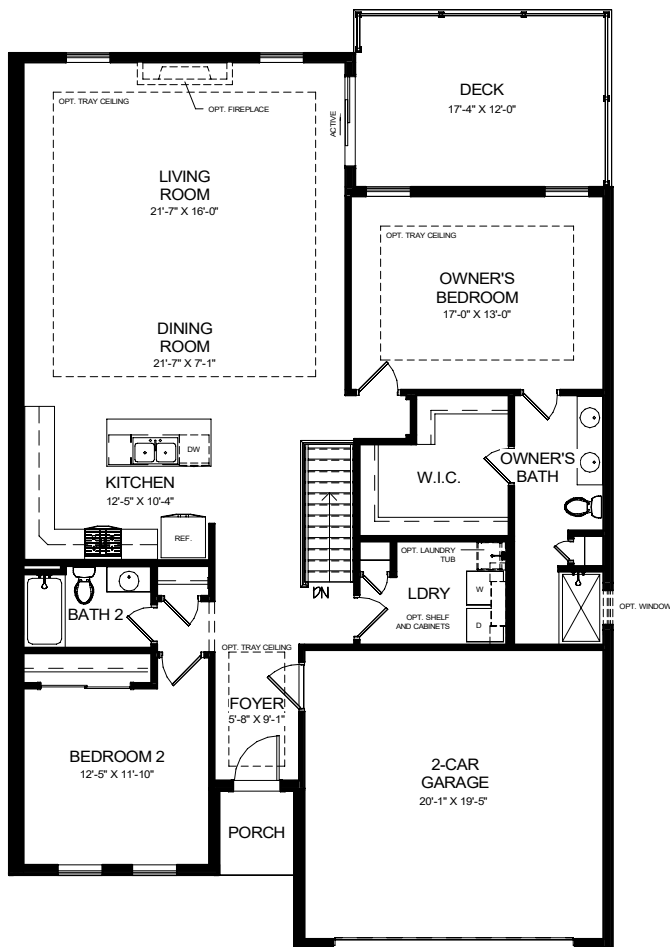 DECK
17'-4" X 12'-0"
OPT. TRAY CEILING
OPT. FIREPLACE
ACTIVE
LIVING
ROOM
21'-7" X 16'-0"
OPT. TRAY CEILING
OWNER'S
BEDROOM
17'-0" X 13'-0"
DINING
ROOM
21'-7" X 7'-1"
DW
KITCHEN
12'-5" X 10'-4"
REF.
W.I.C.
OWNER'S
BATH
OPT. LAUNDRY
TUB
LDRY
W
OPT. SHELF
AND CABINETS
D
DN
OPT. WINDOW
BATH 2
OPT. TRAY CEILING
FOYER
5'-8" X 9'-1"
BEDROOM 2
12'-5" X 11'-10"
2-CAR
GARAGE
20'-1" X 19'-5"
PORCH